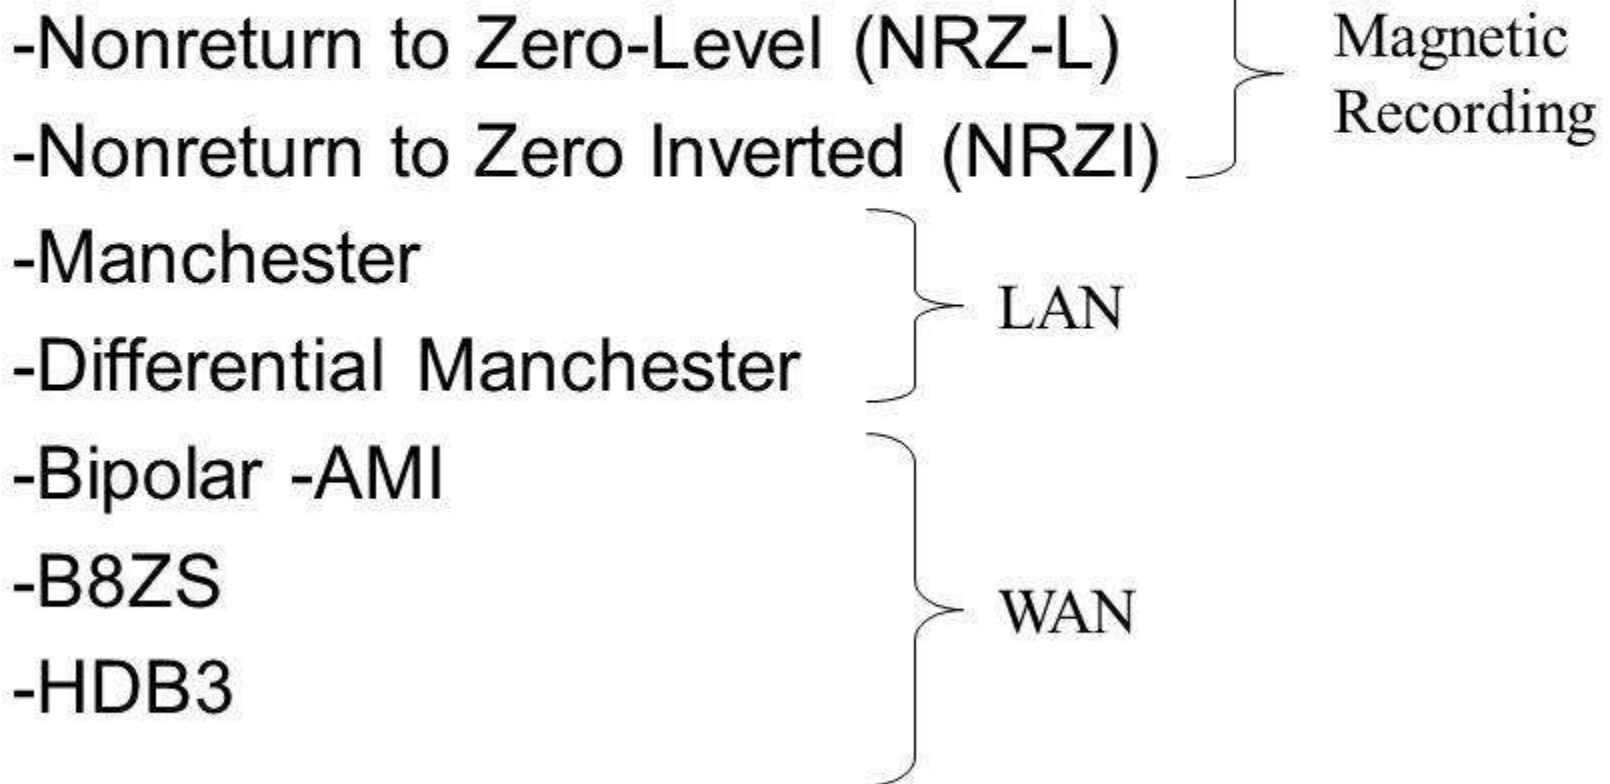 -Nonreturn to Zero-Level (NRZ-L)
-Nonreturn to Zero Inverted (NRZI)
Magnetic
Recording
-Manchester
-Differential Manchester
LAN
-Bipolar -AMI
-B8ZS
-HDB3
WAN